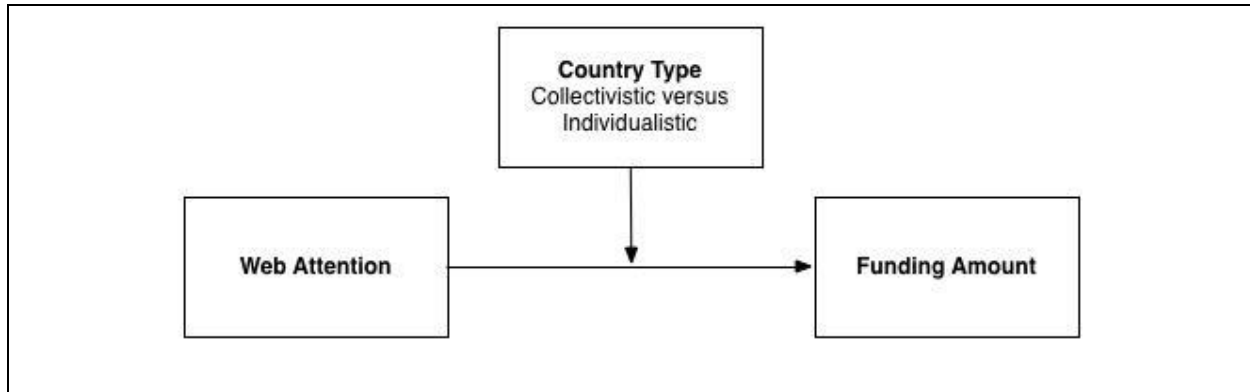 Country Type
Collectivistic versus
Individualistic
Web Attention
Funding Amount